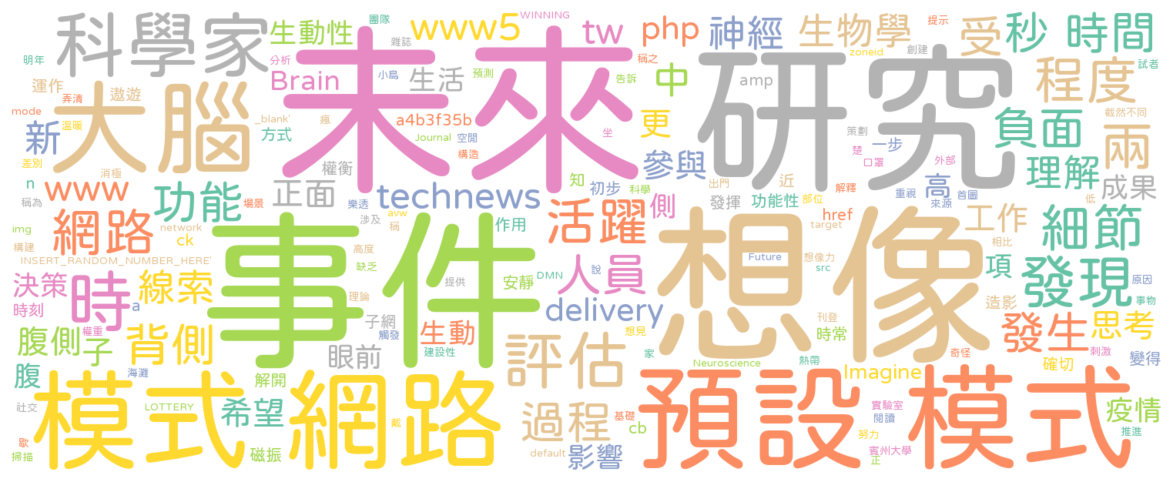 科學家
生動性
團隊
雜誌
www5
WINNING
tw
php
神經
生物學
zoneid
受
秒
時間
提示
創建
明年
運作
遨遊
分析
Brain
小島
生活
預測
告訴
稱之
中
amp
程度
試者
截然不同
未來
研究
大腦
mode
弄清
新
溫暖
差別
消極
_blank'
方式
瘋
a4b3f35b
Journal
空間
構造
坐
更
策劃
楚
口罩
一步
外部
負面
兩
參與
權衡
n
稱為
www
功能
場景
正面
樂透
涉及
avw
稱
technews
知
初步
科學
出門
發揮
近
功能性
部位
解釋
重視
高
來源
首圖
理解
低
成果
img
構建
網路
network
ck
INSERT_RANDOM_NUMBER_HERE'
作用
活躍
側
target
href
工作
相比
細節
事件
想像
高度
缺乏
提供
安靜
DMN
說
人員
Future
想像力
src
項
原因
決策
時刻
時
權重
a
線索
理論
子網
觸發
delivery
刊登
時常
造影
發現
事物
腹側
子
背側
眼前
生動
建設性
想見
家
Neuroscience
熱帶
奇怪
發生
刺激
思考
腹
海灘
解開
評估
Imagine
確切
變得
社交
模式
LOTTERY
希望
網路
戴
過程
基礎
cb
預設
模式
實驗室
閱讀
努力
疫情
推進
歇
掃描
磁振
default
影響
賓州大學
正